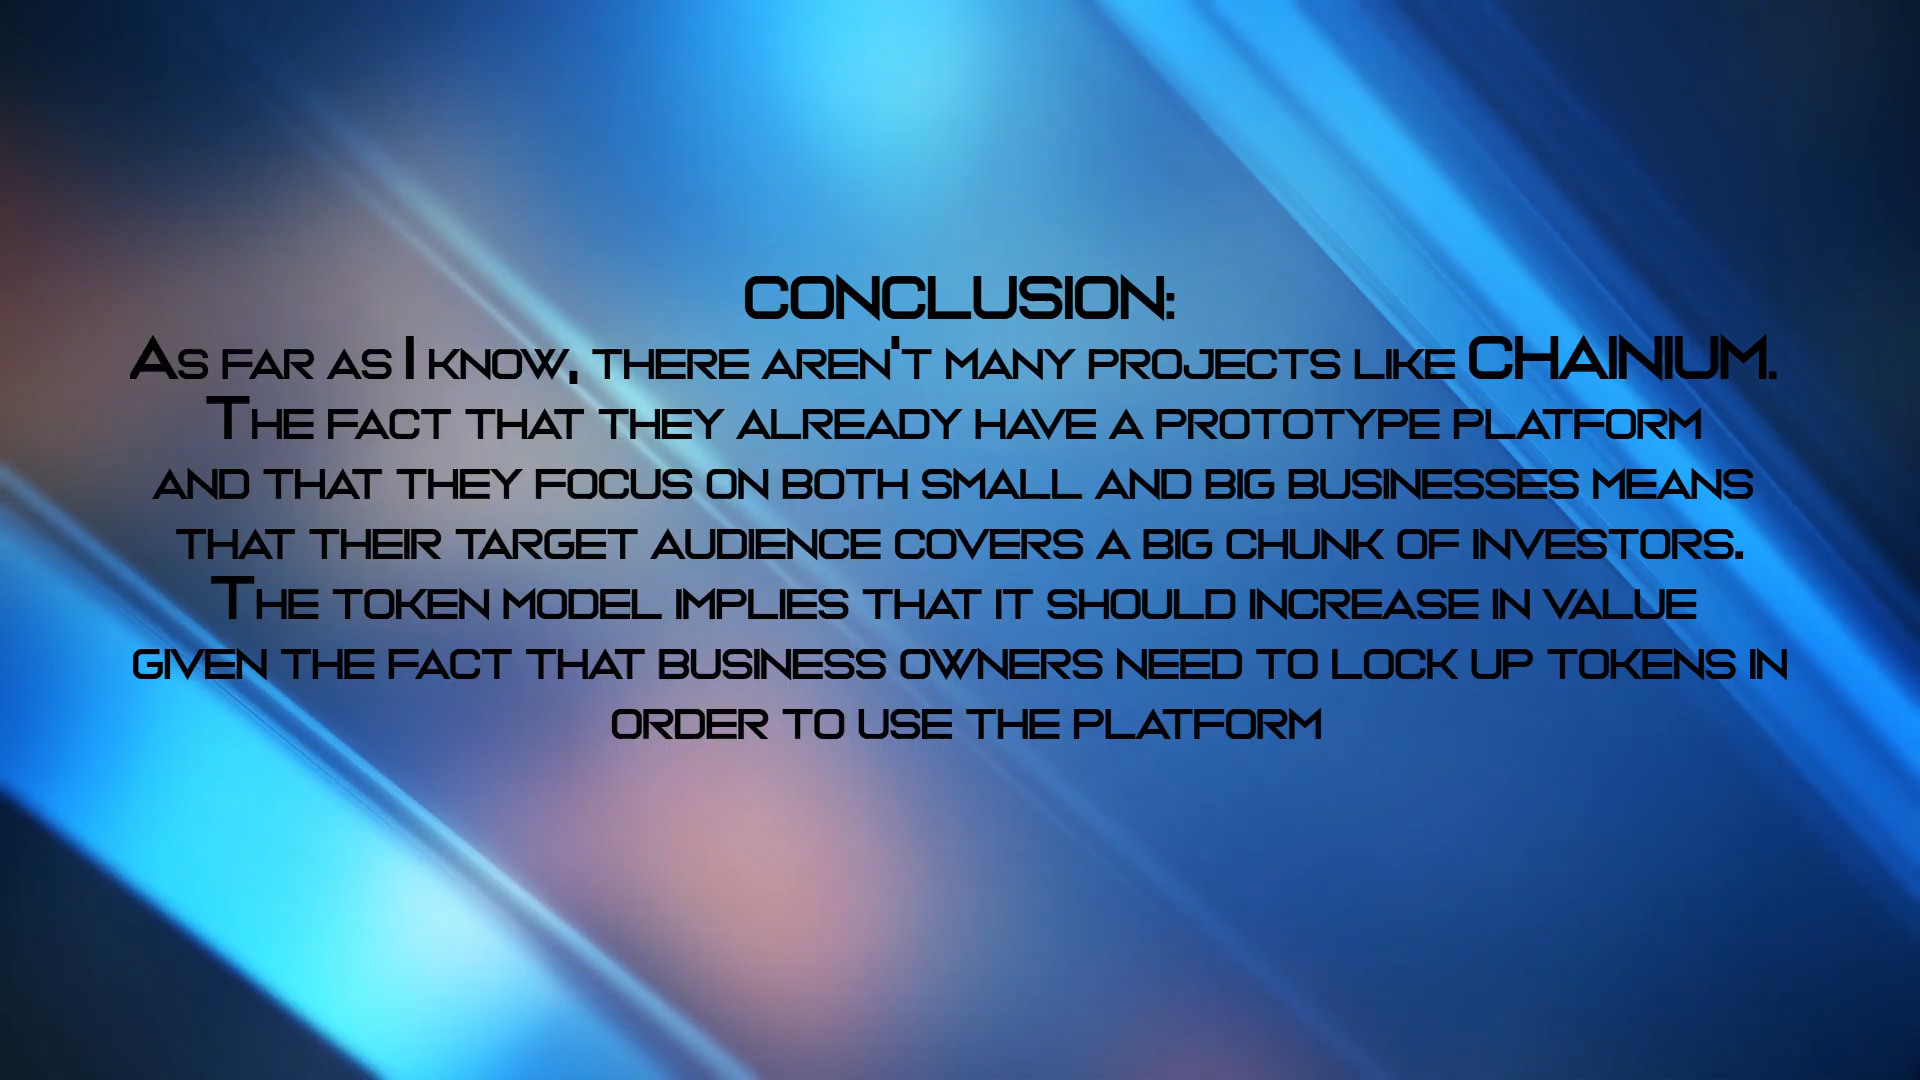 CONCLUSION:
As far as I know, there aren't many projects like CHAINIUM.
The fact that they already have a prototype platform
and that they focus on both small and big businesses means
that their target audience covers a big chunk of investors.
The token model implies that it should increase in value
given the fact that business owners need to lock up tokens in
order to use the platform